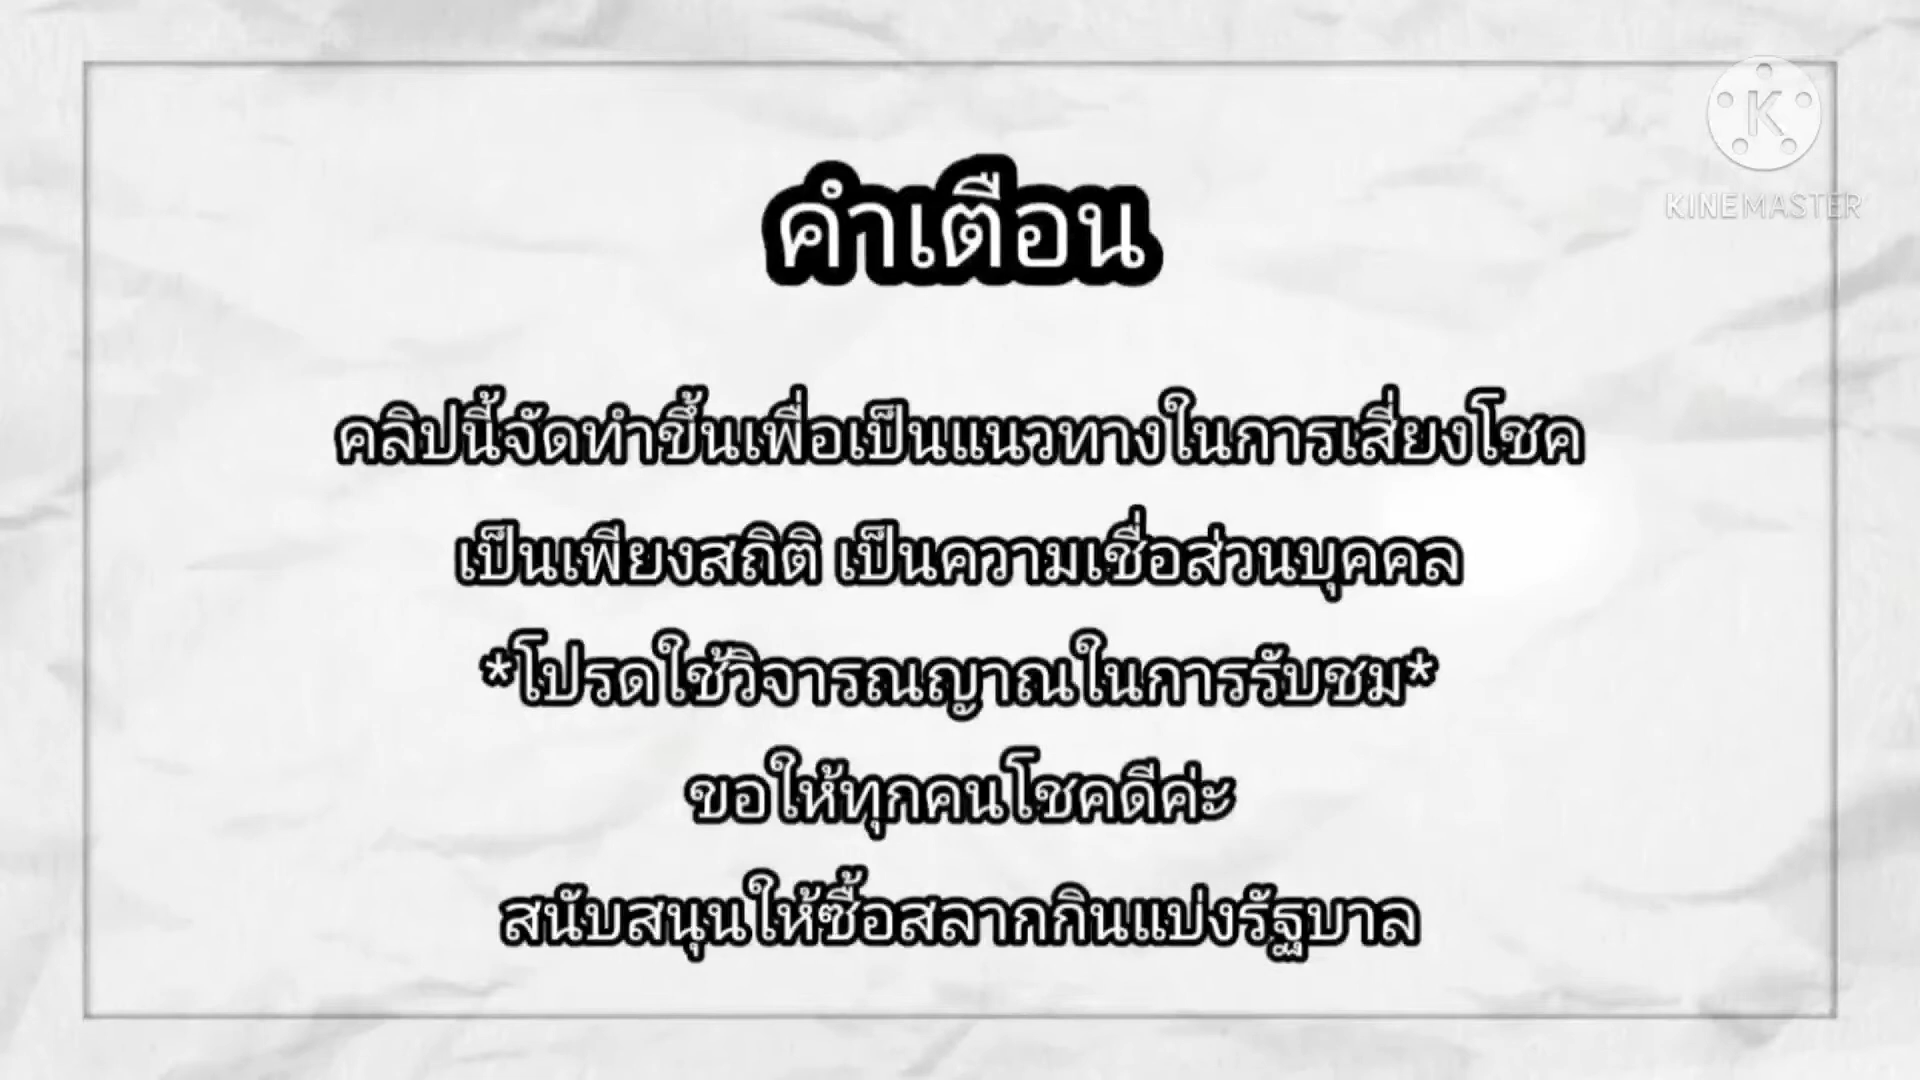 KINEMASTER
คำเตือน
คลิปนี้จัดทำขึ้นเพื่อเป็นแนวทางในการเสี่ยงโชค
เป็นเพียงสถิติ เป็นความเชื่อส่วนบุคคล
*โปรดใช้วิจารณญาณในการรับชม*
ขอให้ทุกคนโชคดีค่ะ
สนับสนุนให้ซื้อสลากกินแบ่งรัฐบาล